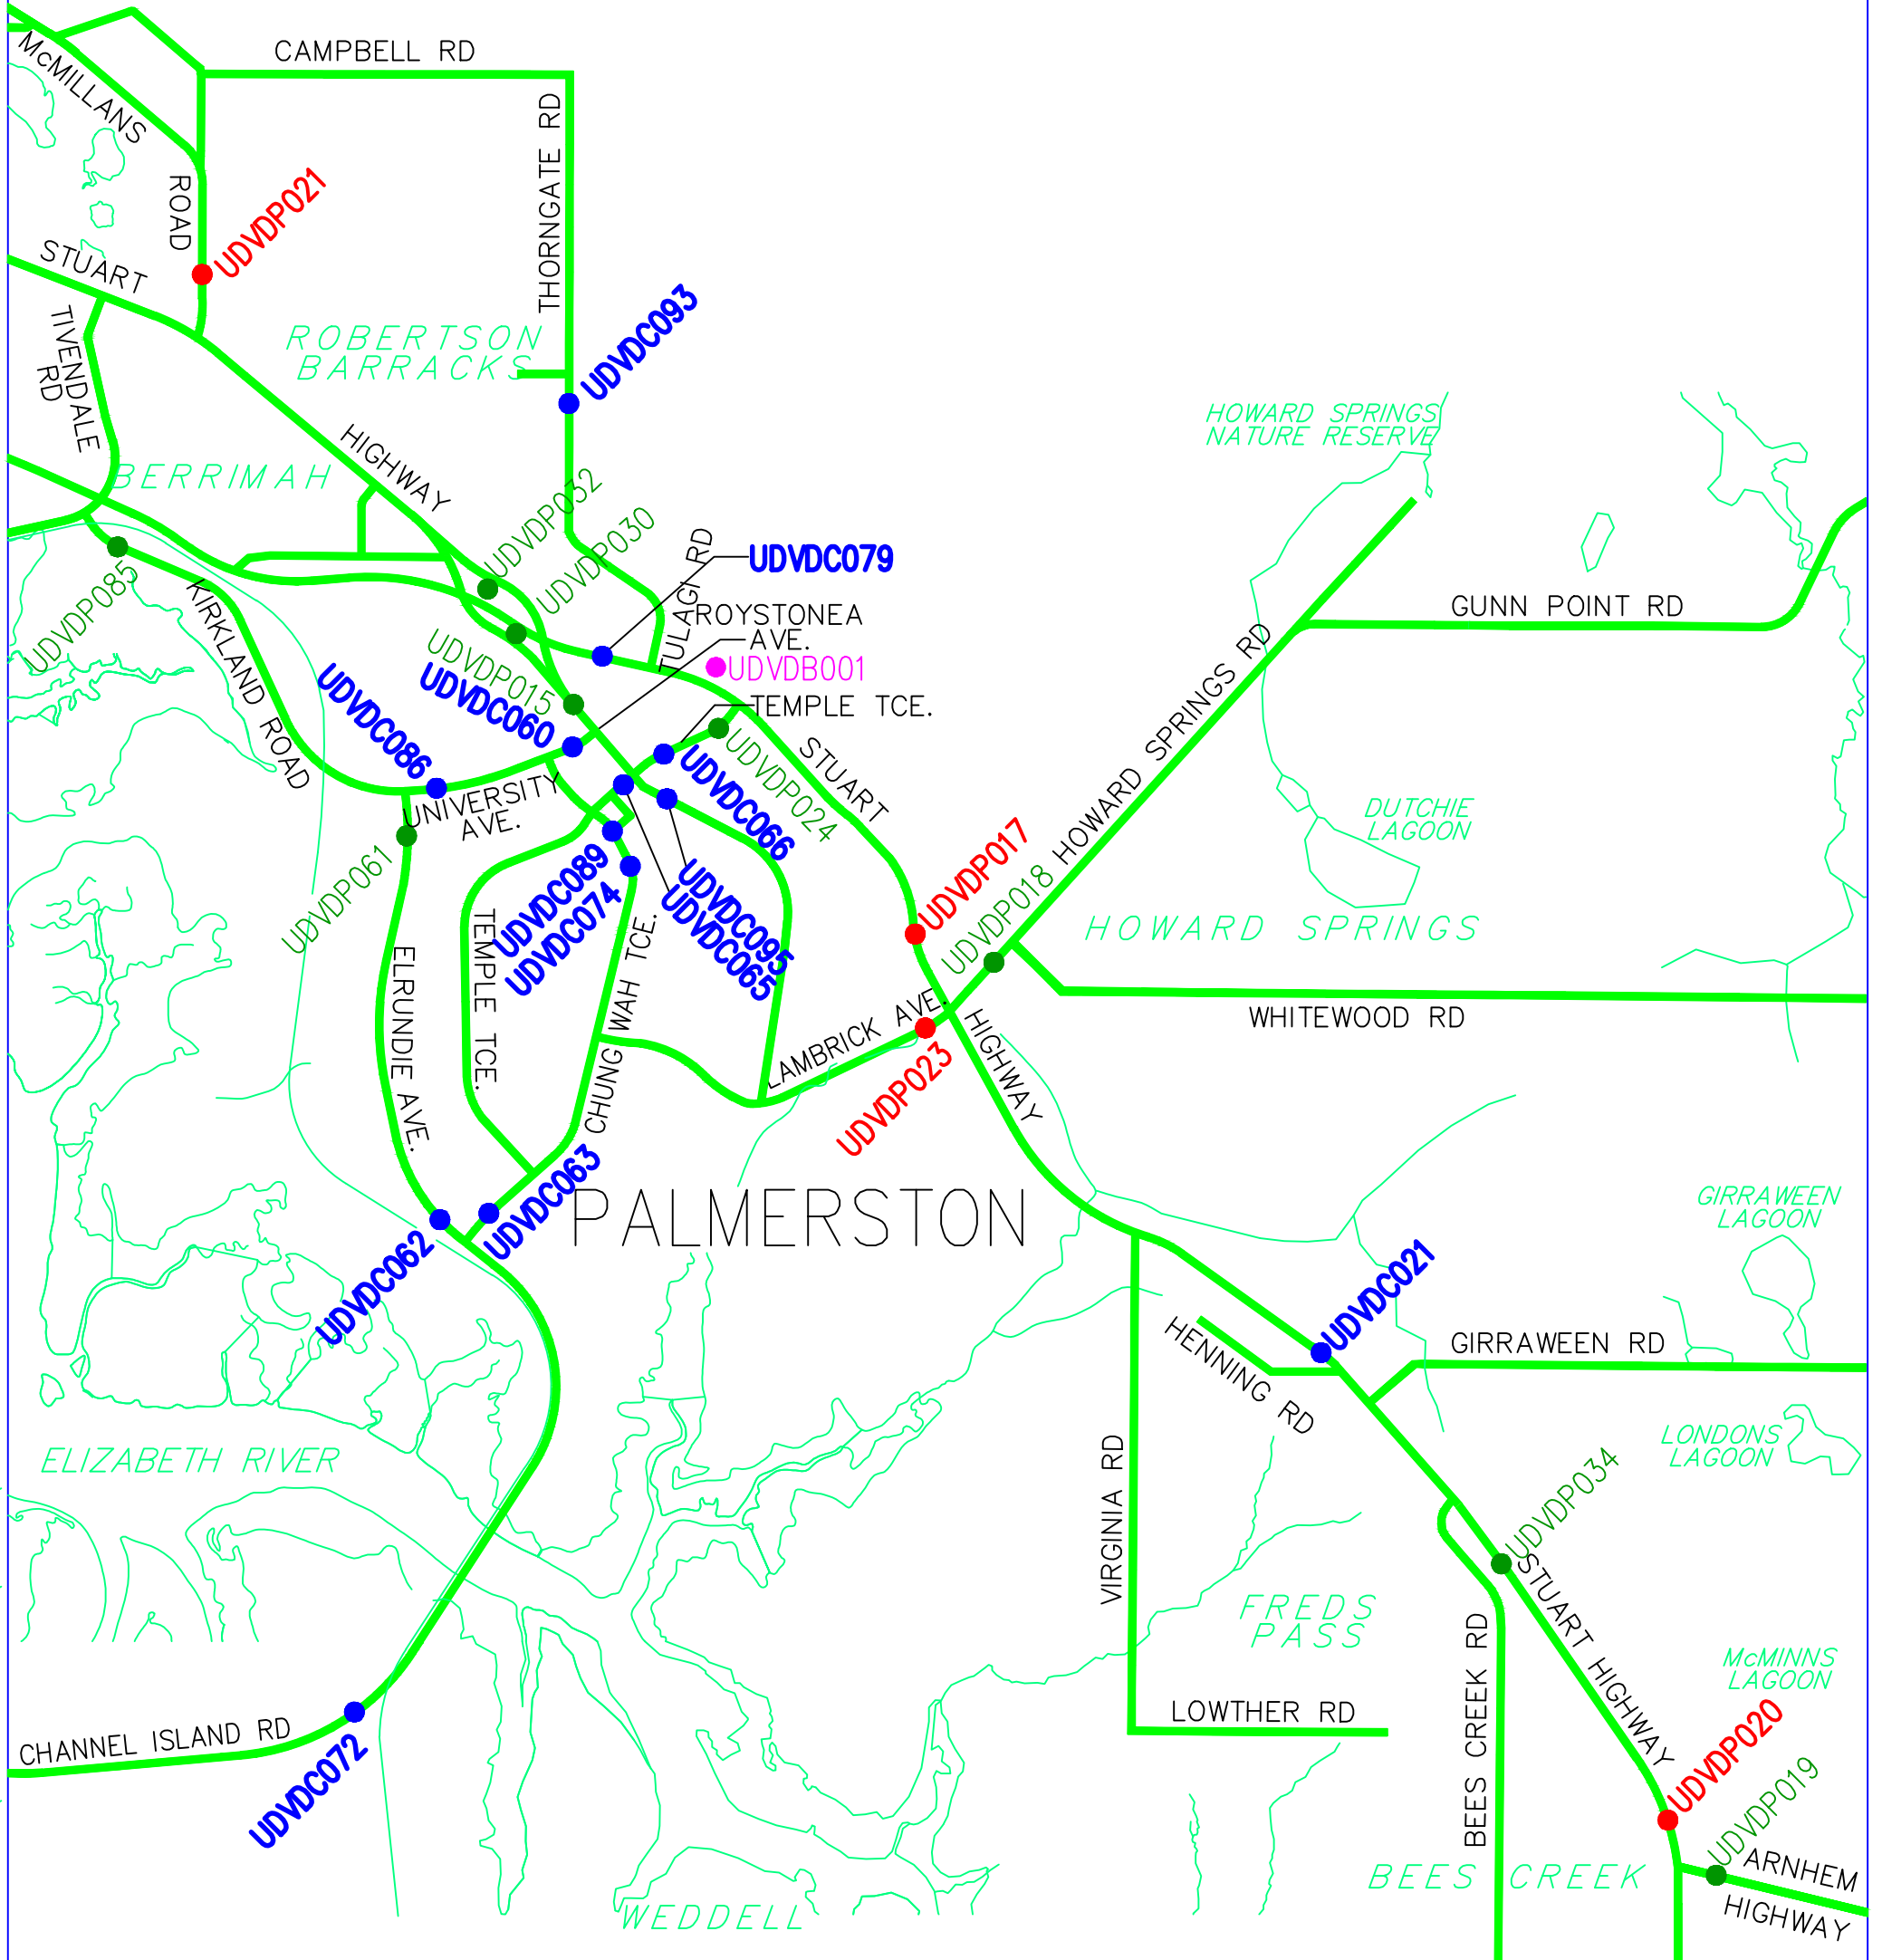 CAMPBELL RD
McMILLANS
ROAD
THORNGATE RD
UDVDP021
STUART
TIVENDALE
RD
ROBERTSON
BARRACKS
UDVDC093
HIGHWAY
BERRIMAH
HOWARD SPRINGS
NATURE RESERVE
UDVDP032
UDVDP030
UDVDP085
TULAGI RD
UDVDC079
ROYSTONEA
AVE.
UDVDB001
GUNN POINT RD
KIRKLAND ROAD
UDVDP015
UDVDC060
UDVDC086
TEMPLE TCE.
STUART
HOWARD SPRINGS RD
UNIVERSITY
AVE.
UDVDP024
UDVDC066
DUTCHIE
LAGOON
UDVDP061
UDVDC089
UDVDC074
UDVDC095
UDVDC065
UDVDP017
UDVDP018
HOWARD SPRINGS
ELRUNDIE AVE.
TEMPLE TCE.
CHUNG WAH TCE.
LAMBRICK AVE.
HIGHWAY
WHITEWOOD RD
UDVDP023
UDVDC063
PALMERSTON
UDVDC062
GIRRAWEEN
LAGOON
UDVDC021
HENNING RD
GIRRAWEEN RD
ELIZABETH RIVER
VIRGINIA RD
LONDONS
LAGOON
UDVDP034
STUART HIGHWAY
FREDS
PASS
BEES CREEK RD
McMINNS
LAGOON
CHANNEL ISLAND RD
LOWTHER RD
UDVDC072
UDVDP020
UDVDP019
ARNHEM
HIGHWAY
BEES CREEK
WEDDELL